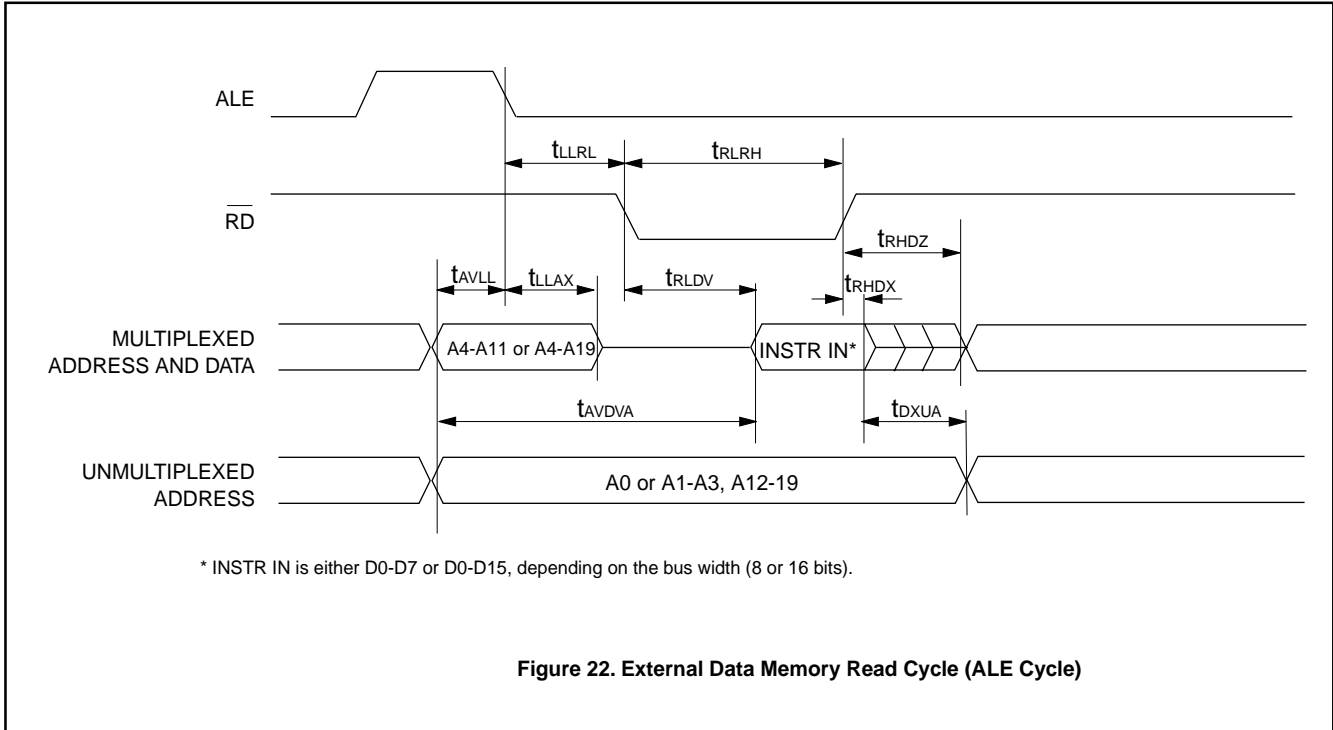 ALE
tLLRL
tRLRH
RD
tRHDZ
tAVLL
tLLAX
tRLDV
tRHDX
MULTIPLEXED
ADDRESS AND DATA
A4-A11 or A4-A19
INSTR IN*
tAVDVA
tDXUA
UNMULTIPLEXED
ADDRESS
A0 or A1-A3, A12-19
* INSTR IN is either D0-D7 or D0-D15, depending on the bus width (8 or 16 bits).
Figure 22. External Data Memory Read Cycle (ALE Cycle)